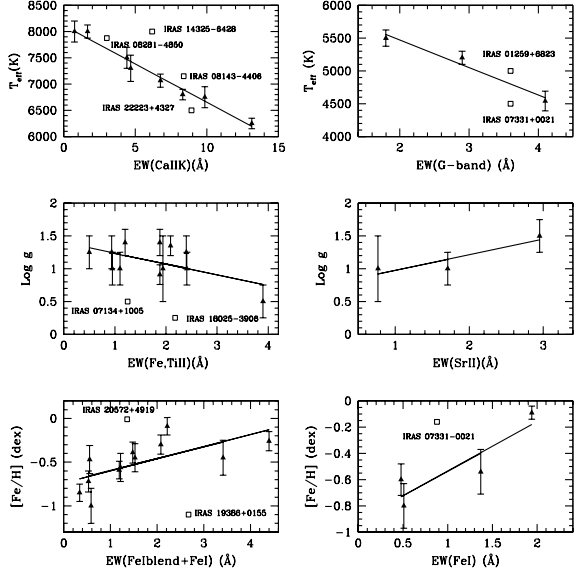 8000
7500
7000
6500
6000
T_eff (K)
IRAS 14325-6428
IRAS 08281-4850
IRAS 08143-4406
IRAS 22223+4327
0 5 10 15
EW(CaIIK)(Å)
6000
5500
5000
4500
4000
T_eff (K)
IRAS 01259+6823
IRAS 07331+0021
2 3 4
EW(G-band) (Å)
2
1.5
1
0.5
0
Log g
IRAS 07134+1005
IRAS 18025-3906
0 1 2 3 4
EW(Fe,TiII)(Å)
2
1.5
1
0.5
0
Log g
1 2 3
EW(SrII)(Å)
0
-0.5
-1
[Fe/H] (dex)
IRAS 20572+4919
IRAS 19386+0155
0 1 2 3 4
EW(FeIblend+FeI) (Å)
0
-0.2
-0.4
-0.6
-0.8
-1
[Fe/H] (dex)
IRAS 07331-0021
0 0.5 1 1.5 2
EW(FeI) (Å)